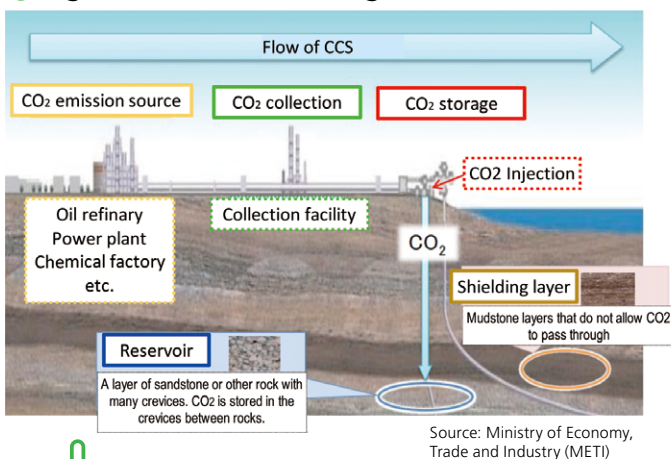 Flow of CCS
CO2 emission source
CO2 collection
CO2 storage
CO2 Injection
Oil refinary
Power plant
Chemical factory
etc.
Collection facility
CO2
Shielding layer
Mudstone layers that do not allow CO2
to pass through
Reservoir
A layer of sandstone or other rock with
many crevices. CO2 is stored in the
crevices between rocks.
Source: Ministry of Economy,
Trade and Industry (METI)